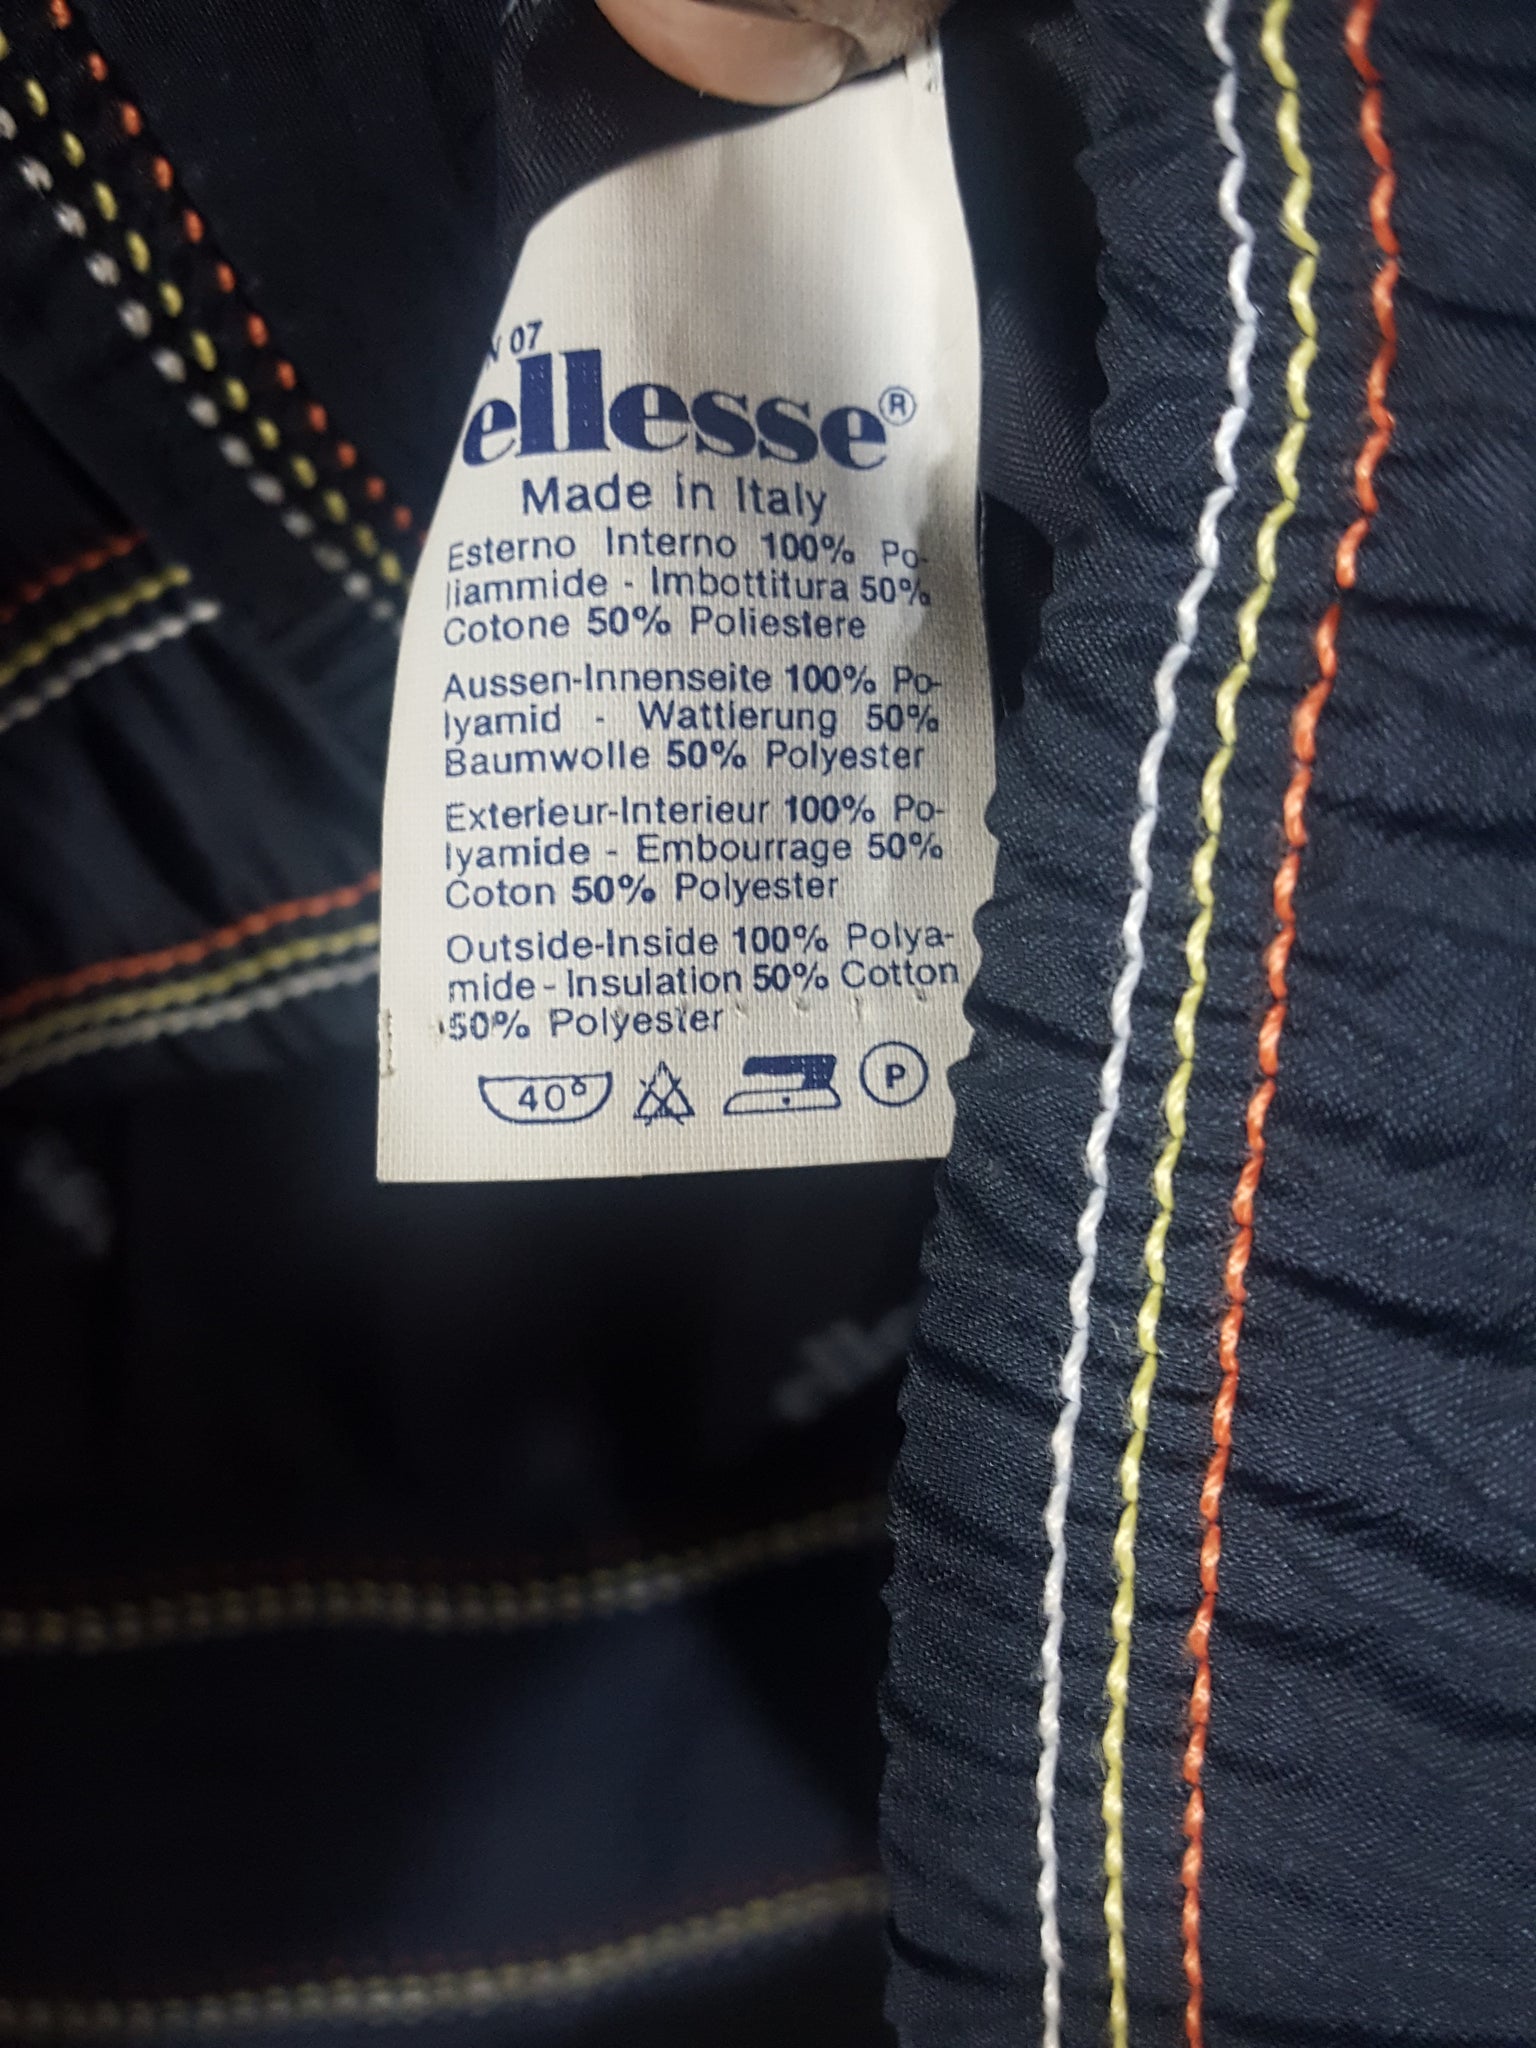 07
ellesse®
Made in Italy
Esterno Interno 100% Po-
liammide - Imbottitura 50%
Cotone 50% Poliestere
Aussen-Innenseite 100% Po-
lyamid - Wattierung 50%
Baumwolle 50% Polyester
Exterieur-Interieur 100% Po-
lyamide - Embourrage 50%
Coton 50% Polyester
Outside-Inside 100% Polya-
mide - Insulation 50% Cotton
50% Polyester
40° P